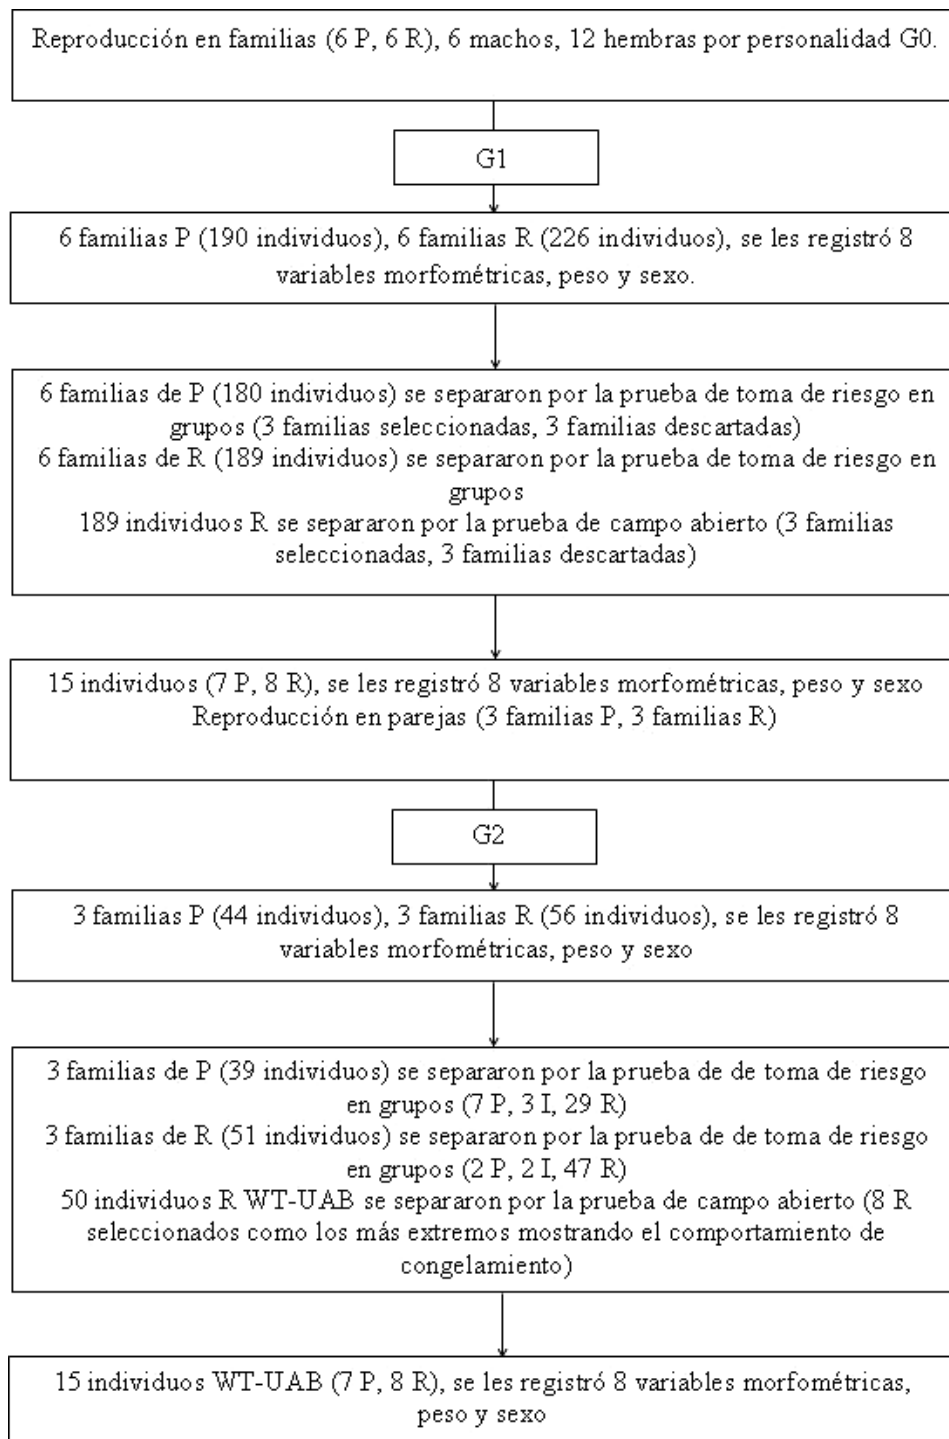 Reproducción en familias (6 P, 6 R), 6 machos, 12 hembras por personalidad G0.
G1
6 familias P (190 individuos), 6 familias R (226 individuos), se les registró 8
variables morfométricas, peso y sexo.
6 familias de P (180 individuos) se separaron por la prueba de toma de riesgo en
grupos (3 familias seleccionadas, 3 familias descartadas)
6 familias de R (189 individuos) se separaron por la prueba de toma de riesgo en
grupos
189 individuos R se separaron por la prueba de campo abierto (3 familias
seleccionadas, 3 familias descartadas)
15 individuos (7 P, 8 R), se les registró 8 variables morfométricas, peso y sexo
Reproducción en parejas (3 familias P, 3 familias R)
G2
3 familias P (44 individuos), 3 familias R (56 individuos), se les registró 8
variables morfométricas, peso y sexo
3 familias de P (39 individuos) se separaron por la prueba de de toma de riesgo
en grupos (7 P, 3 I, 29 R)
3 familias de R (51 individuos) se separaron por la prueba de de toma de riesgo
en grupos (2 P, 2 I, 47 R)
50 individuos R WT-UAB se separaron por la prueba de campo abierto (8 R
seleccionados como los más extremos mostrando el comportamiento de
congelamiento)
15 individuos WT-UAB (7 P, 8 R), se les registró 8 variables morfométricas,
peso y sexo